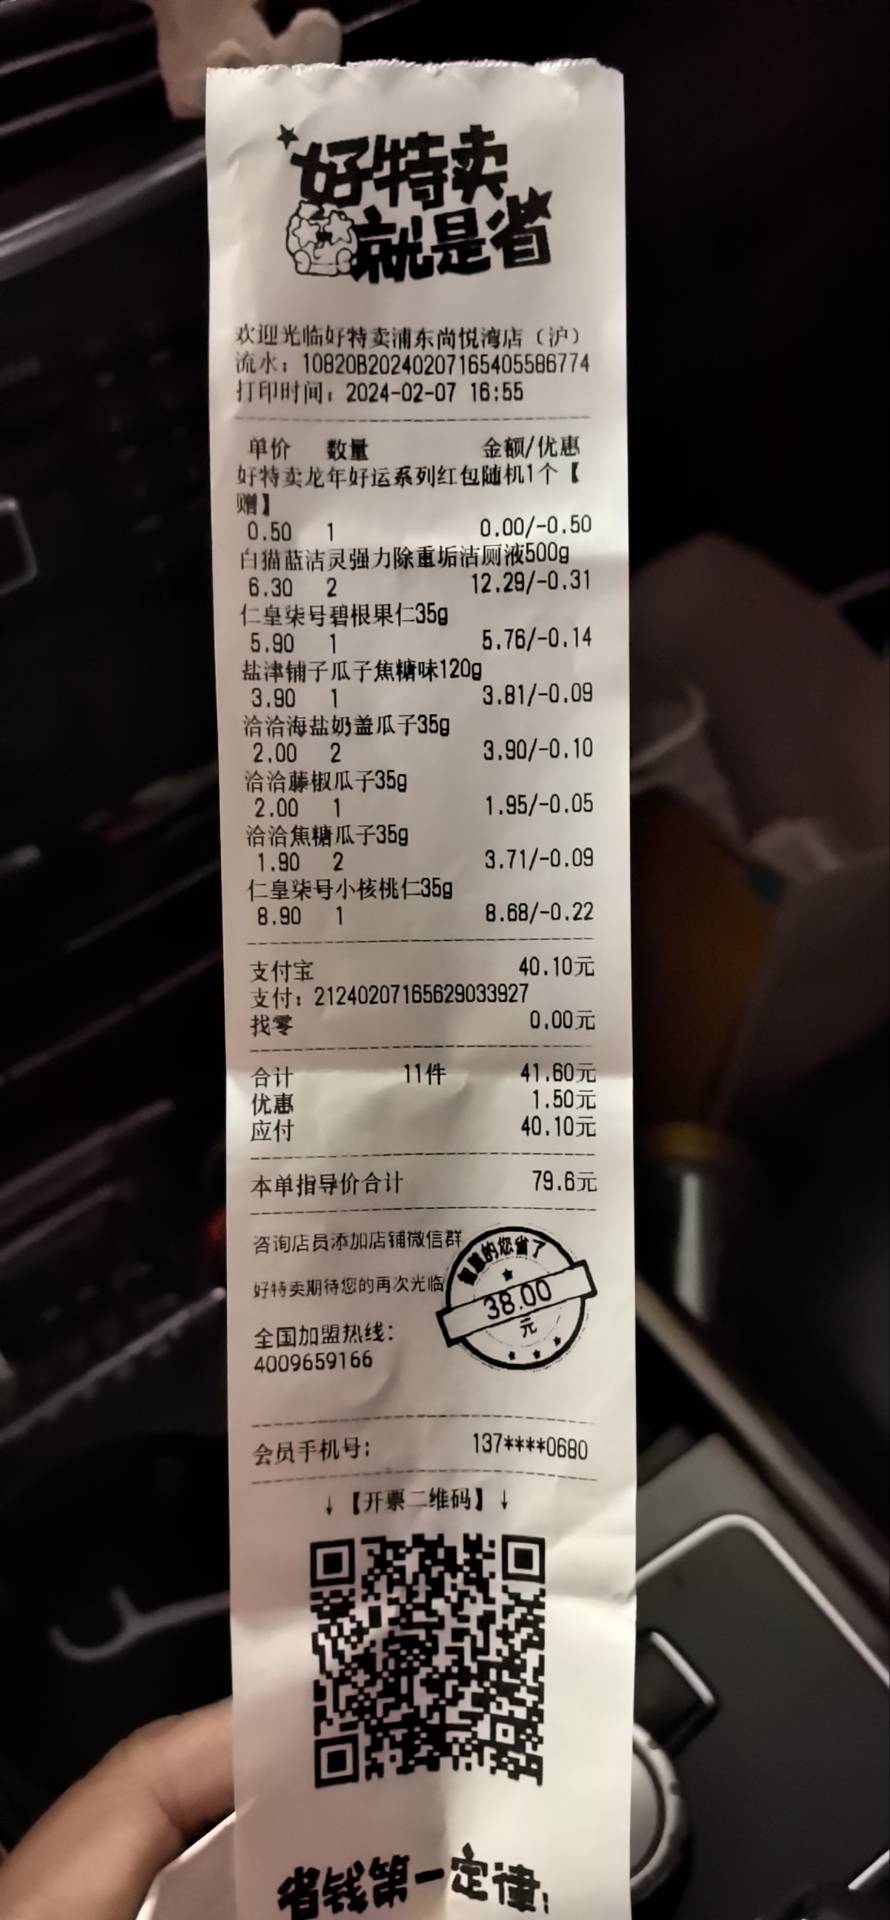 好特卖
就是省
欢迎光临好特卖浦东尚悦湾店（沪）
流水：10820B20240207165405586774
打印时间：2024-02-07 16:55
单价 数量 金额/优惠
好特卖龙年好运系列红包随机1个【
赠】
0.50 1 0.00/-0.50
白猫蓝洁灵强力除重垢洁厕液500g
6.30 2 12.29/-0.31
仁皇柒号碧根果仁35g
5.90 1 5.76/-0.14
盐津铺子瓜子焦糖味120g
3.90 1 3.81/-0.09
洽洽海盐奶盖瓜子35g
2.00 2 3.90/-0.10
洽洽藤椒瓜子35g
2.00 1 1.95/-0.05
洽洽焦糖瓜子35g
1.90 2 3.71/-0.09
仁皇柒号小核桃仁35g
8.90 1 8.68/-0.22
支付宝 40.10元
支付：21240207165629033927
找零 0.00元
合计 11件 41.60元
优惠 1.50元
应付 40.10元
本单指导价合计 79.6元
咨询店员添加店铺微信群
好特卖期待您的再次光临
的您省了
38.00
元
全国加盟热线：
4009659166
会员手机号： 137****0680
↓【开票二维码】↓
省钱第一定律：